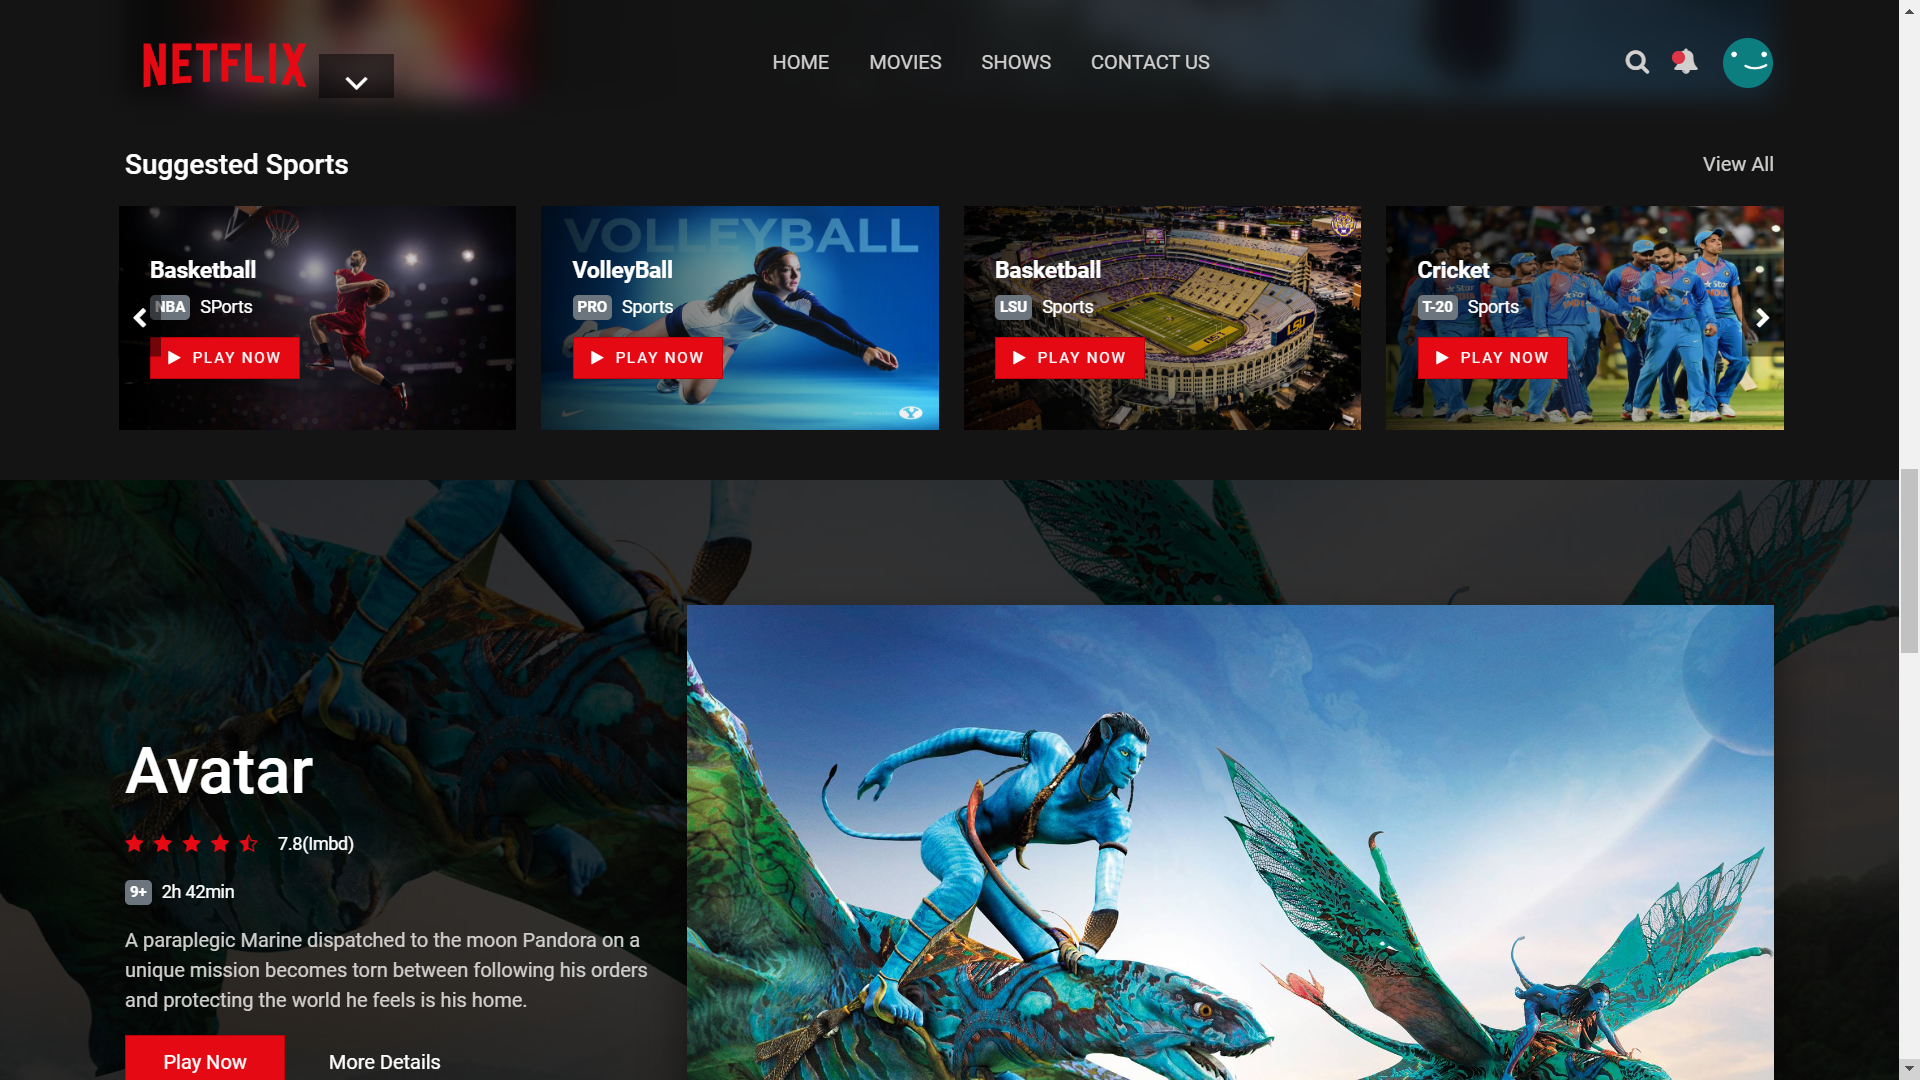 NETFLIX
HOME MOVIES SHOWS CONTACT US
Suggested Sports
View All
VOLLEYBALL
Basketball
NBA SPorts
PLAY NOW
VolleyBall
PRO Sports
PLAY NOW
Basketball
LSU Sports
PLAY NOW
LSU
Cricket
T-20 Sports
PLAY NOW
Star
INDIA
Avatar
7.8(Imbd)
9+ 2h 42min
A paraplegic Marine dispatched to the moon Pandora on a
unique mission becomes torn between following his orders
and protecting the world he feels is his home.
Play Now
More Details